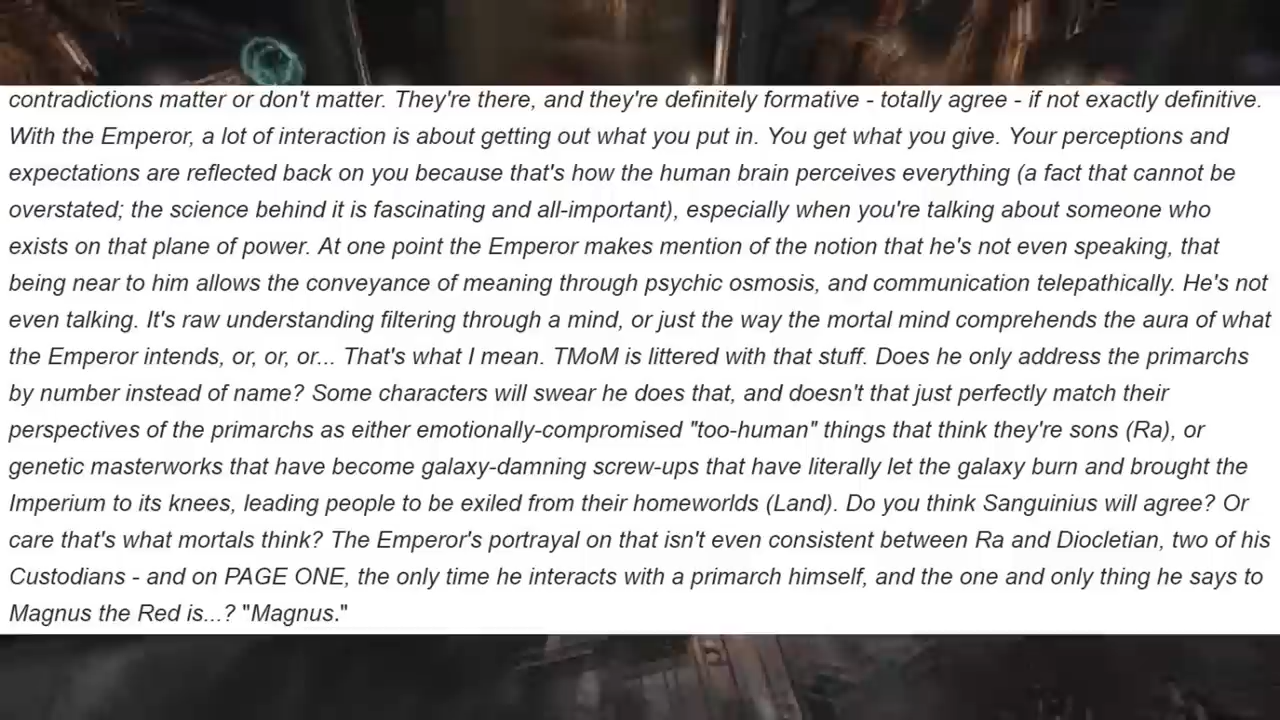 contradictions matter or don't matter. They're there, and they're definitely formative - totally agree - if not exactly definitive.
With the Emperor, a lot of interaction is about getting out what you put in. You get what you give. Your perceptions and
expectations are reflected back on you because that's how the human brain perceives everything (a fact that cannot be
overstated; the science behind it is fascinating and all-important), especially when you're talking about someone who
exists on that plane of power. At one point the Emperor makes mention of the notion that he's not even speaking, that
being near to him allows the conveyance of meaning through psychic osmosis, and communication telepathically. He's not
even talking. It's raw understanding filtering through a mind, or just the way the mortal mind comprehends the aura of what
the Emperor intends, or, or, or... That's what I mean. TMoM is littered with that stuff. Does he only address the primarchs
by number instead of name? Some characters will swear he does that, and doesn't that just perfectly match their
perspectives of the primarchs as either emotionally-compromised "too-human" things that think they're sons (Ra), or
genetic masterworks that have become galaxy-damning screw-ups that have literally let the galaxy burn and brought the
Imperium to its knees, leading people to be exiled from their homeworlds (Land). Do you think Sanguinius will agree? Or
care that's what mortals think? The Emperor's portrayal on that isn't even consistent between Ra and Diocletian, two of his
Custodians - and on PAGE ONE, the only time he interacts with a primarch himself, and the one and only thing he says to
Magnus the Red is...? "Magnus."